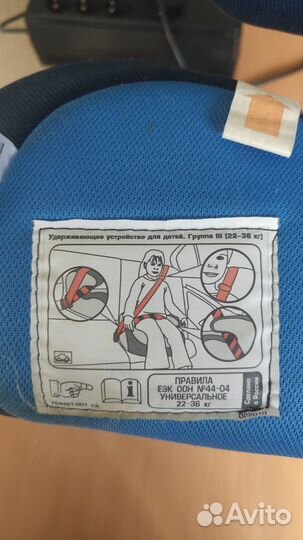 Удерживающее устройство для детей. Группа III (22-36 кг)
ПРАВИЛА
ЕЭК ООН №44-04
УНИВЕРСАЛЬНОЕ
22-36 кг
Сделано
в России
i
Avito